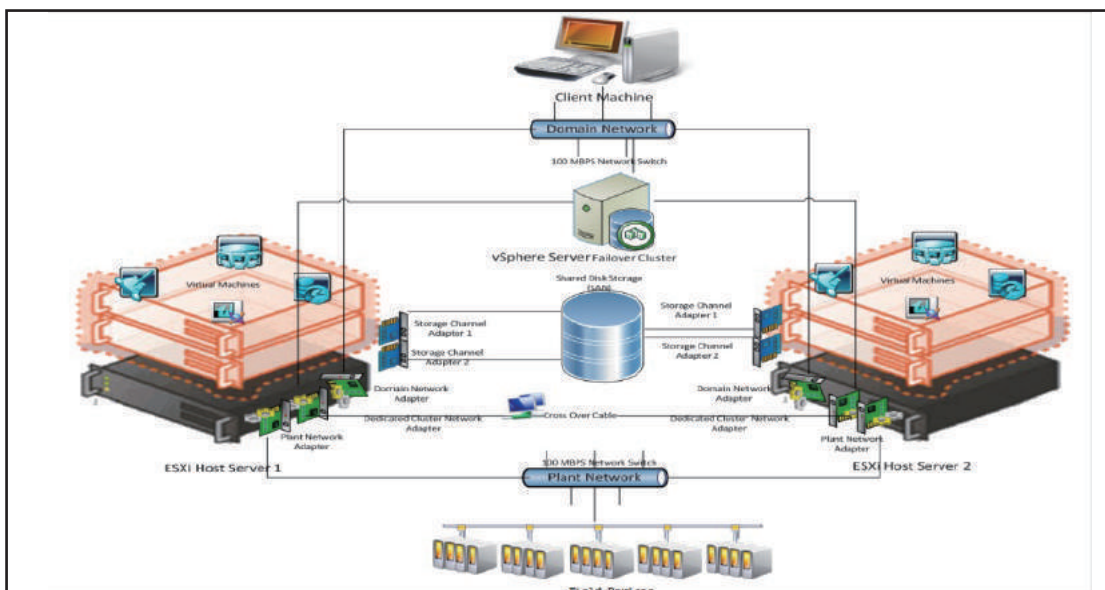 Client Machine
Domain Network
100 MBPS Network Switch
vSphere Server Failover Cluster
Shared Disk Storage
(SAN)
Virtual Machines
Virtual Machines
Storage Channel
Adapter 1
Storage Channel
Adapter 2
Storage Channel
Adapter 1
Storage Channel
Adapter 2
Domain Network
Adapter
Domain Network
Adapter
Dedicated Cluster Network
Adapter
Cross Over Cable
Dedicated Cluster Network
Adapter
Plant Network
Adapter
Plant Network
Adapter
ESXi Host Server 1
ESXi Host Server 2
100 MBPS Network Switch
Plant Network